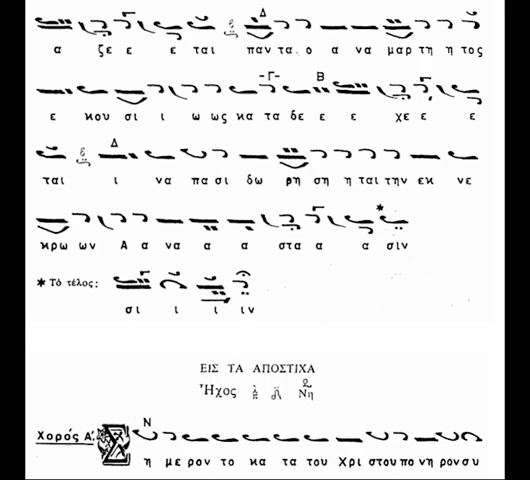 Δ
α ζε ε ε ε ται παν τα. ο α να μαρ τη η τος
-Γ- Β
ε κου σι ι ω ως κα τα δε ε ε χε ε ε
Δ
ται ι να πα σι δω ρη ση η ται την εκ νε
κρω ων Α α να α α στα α α σιν
* Τὸ τέλος:
σι ι ι ιν
ΕΙΣ ΤΑ ΑΠΟΣΤΙΧΑ
Ἦχος Νη
Ν
Χορός Α΄. Σ η με ρον το κα τα του Χρι στου πο νη ρον συ